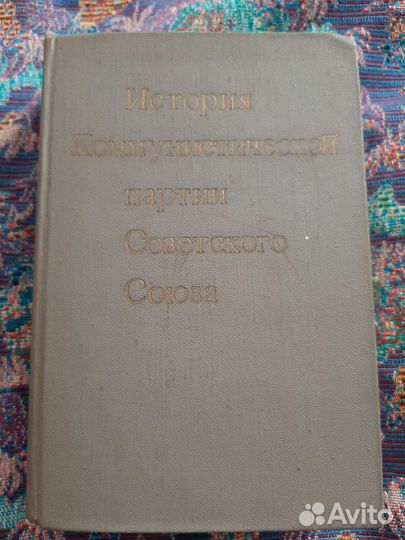 История
Коммунистической
партии
Советского
Союза
Avito